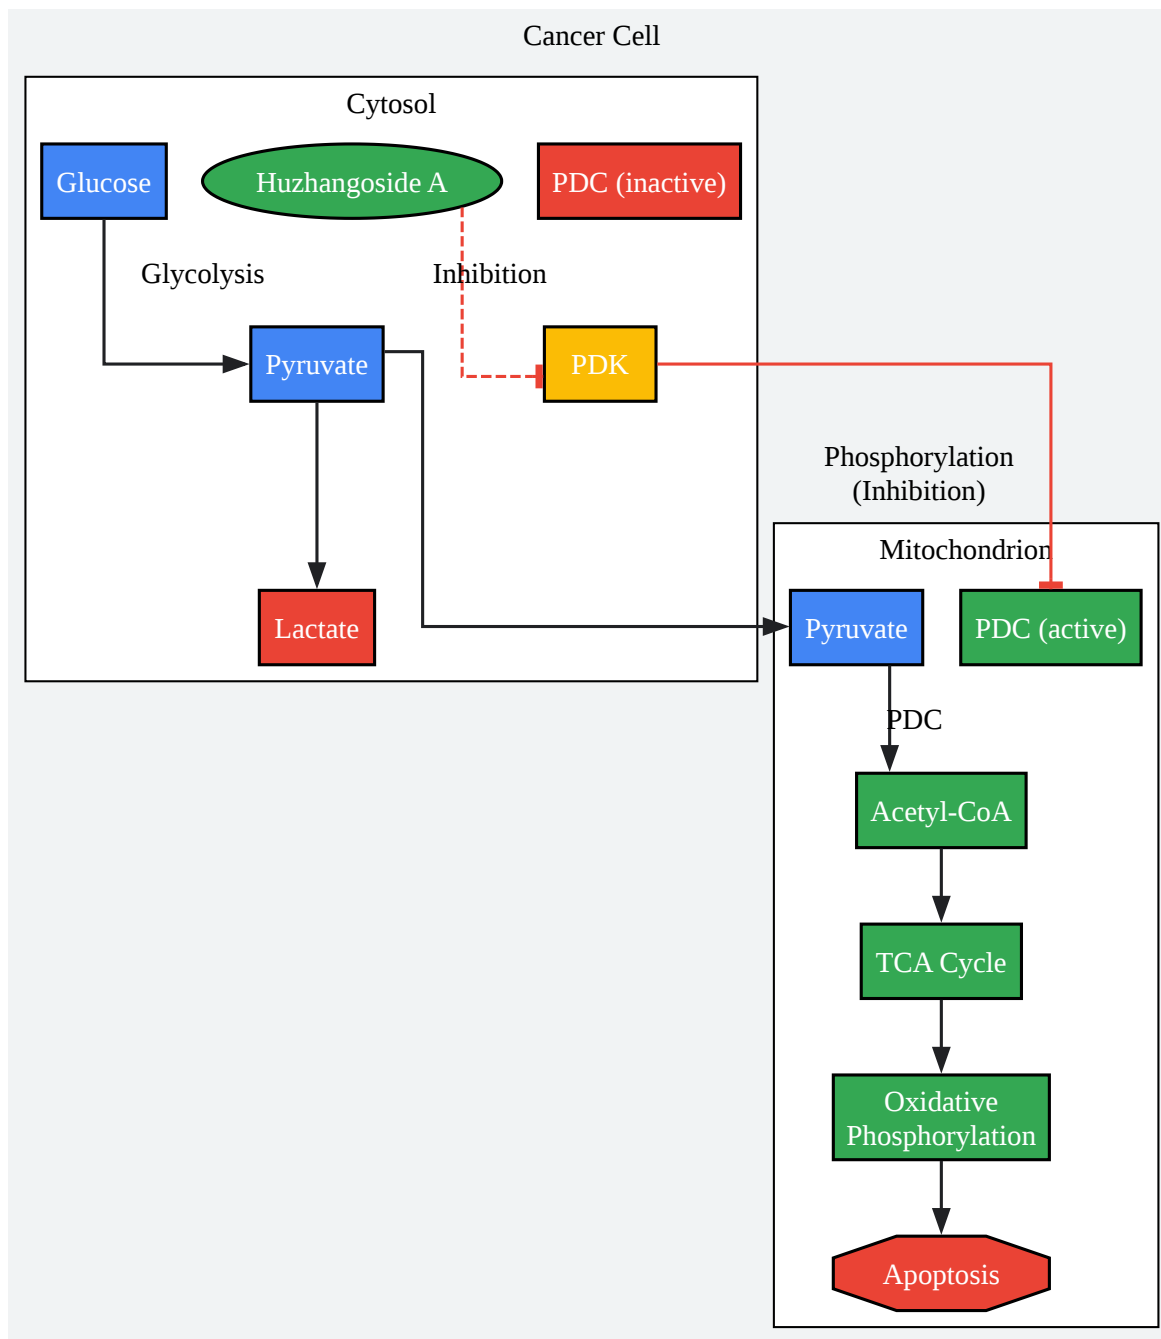 Cancer Cell
Cytosol
Glucose
Huzhangoside A
PDC (inactive)
Glycolysis
Inhibition
Pyruvate
PDK
Phosphorylation
(Inhibition)
Mitochondrion
Lactate
Pyruvate
PDC (active)
PDC
Acetyl-CoA
TCA Cycle
Oxidative
Phosphorylation
Apoptosis